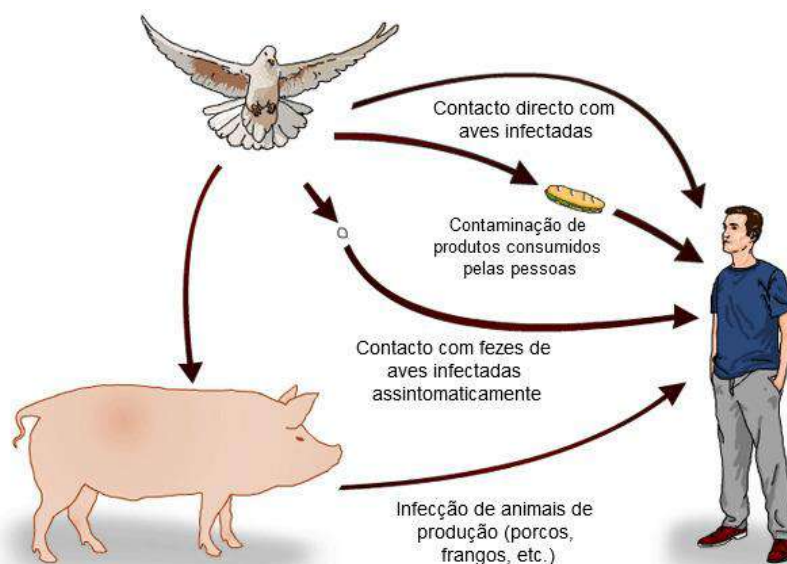 Contacto directo com
aves infectadas
Contaminação de
produtos consumidos
pelas pessoas
Contacto com fezes de
aves infectadas
assintomaticamente
Infecção de animais de
produção (porcos,
frangos, etc.)